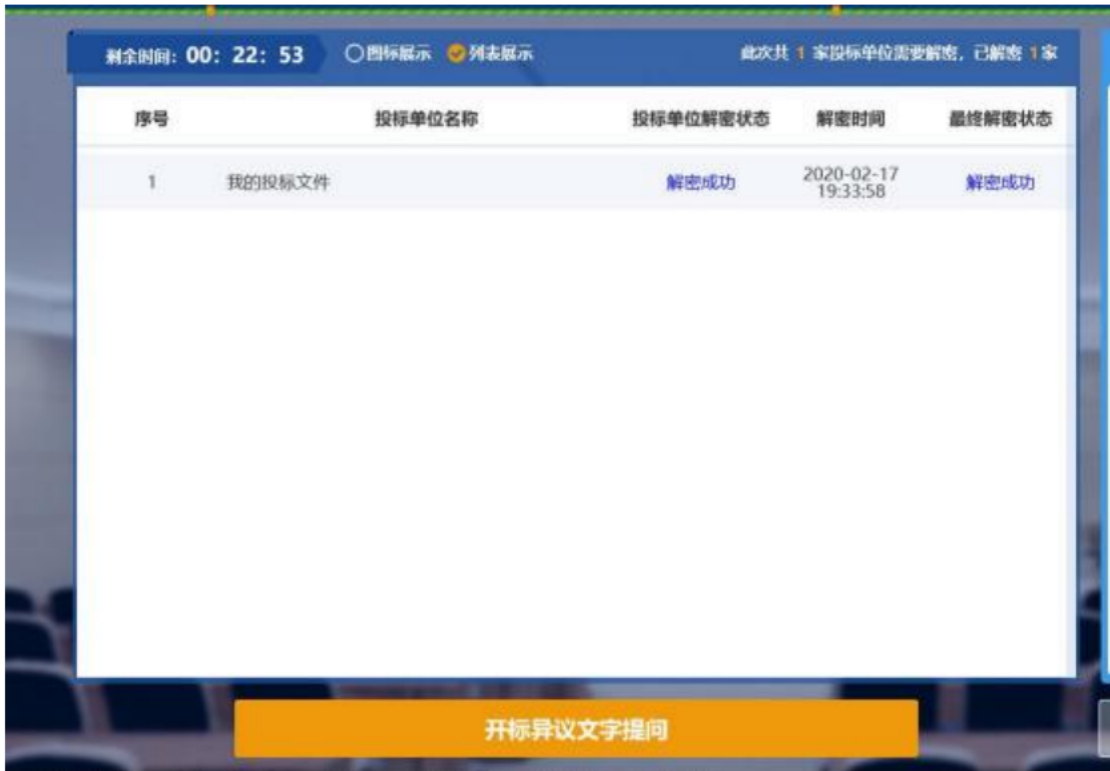 剩余时间：00：22：53 图标展示 列表展示 此次共 1 家投标单位需要解密，已解密 1 家
序号 投标单位名称 投标单位解密状态 解密时间 最终解密状态
1 我的投标文件 解密成功 2020-02-17 19:33:58 解密成功
开标异议文字提问